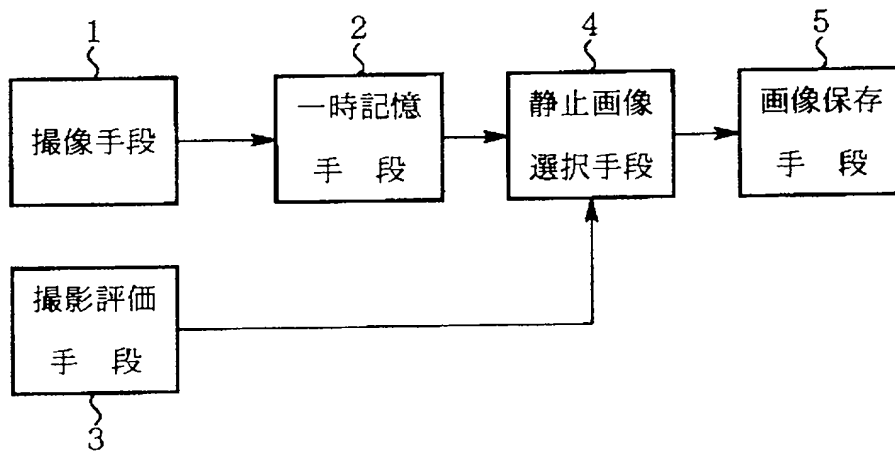 1
撮像手段
2
一時記憶
手 段
4
静止画像
選択手段
5
画像保存
手 段
撮影評価
手 段
3